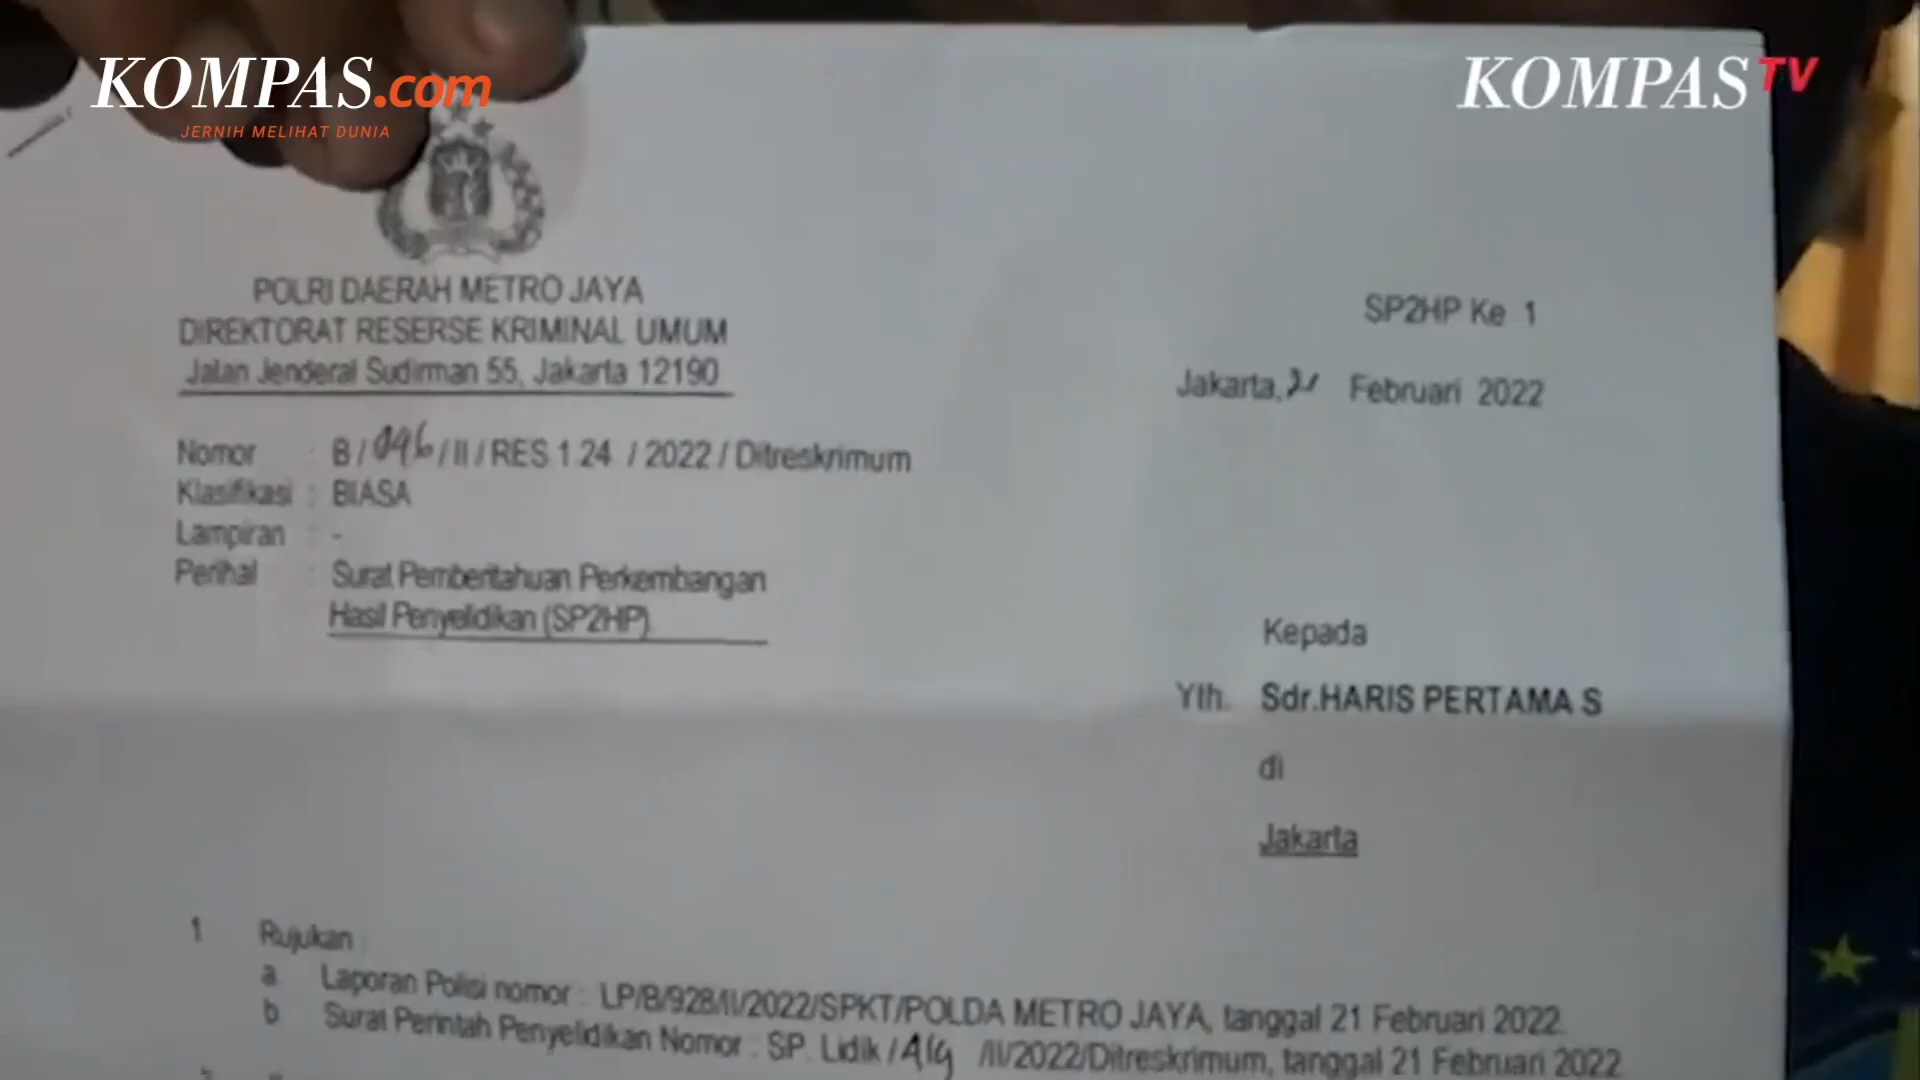 KOMPAS.com
JERNIH MELIHAT DUNIA
KOMPAS TV
POLRI DAERAH METRO JAYA
DIREKTORAT RESERSE KRIMINAL UMUM
Jalan Jenderal Sudirman 55, Jakarta 12190
SP2HP Ke 1
Jakarta, 21 Februari 2022
Nomor : B / 096 / II / RES 1.24 / 2022 / Ditreskrimum
Klasifikasi : BIASA
Lampiran : -
Perihal : Surat Pemberitahuan Perkembangan
Hasil Penyelidikan (SP2HP)
Kepada
Yth. Sdr.HARIS PERTAMA S
di
Jakarta
1 Rujukan :
a. Laporan Polisi nomor : LP/B/928/II/2022/SPKT/POLDA METRO JAYA, tanggal 21 Februari 2022.
b Surat Perintah Penyelidikan Nomor : SP. Lidik / /II/2022/Ditreskrimum, tanggal 21 Februari 2022